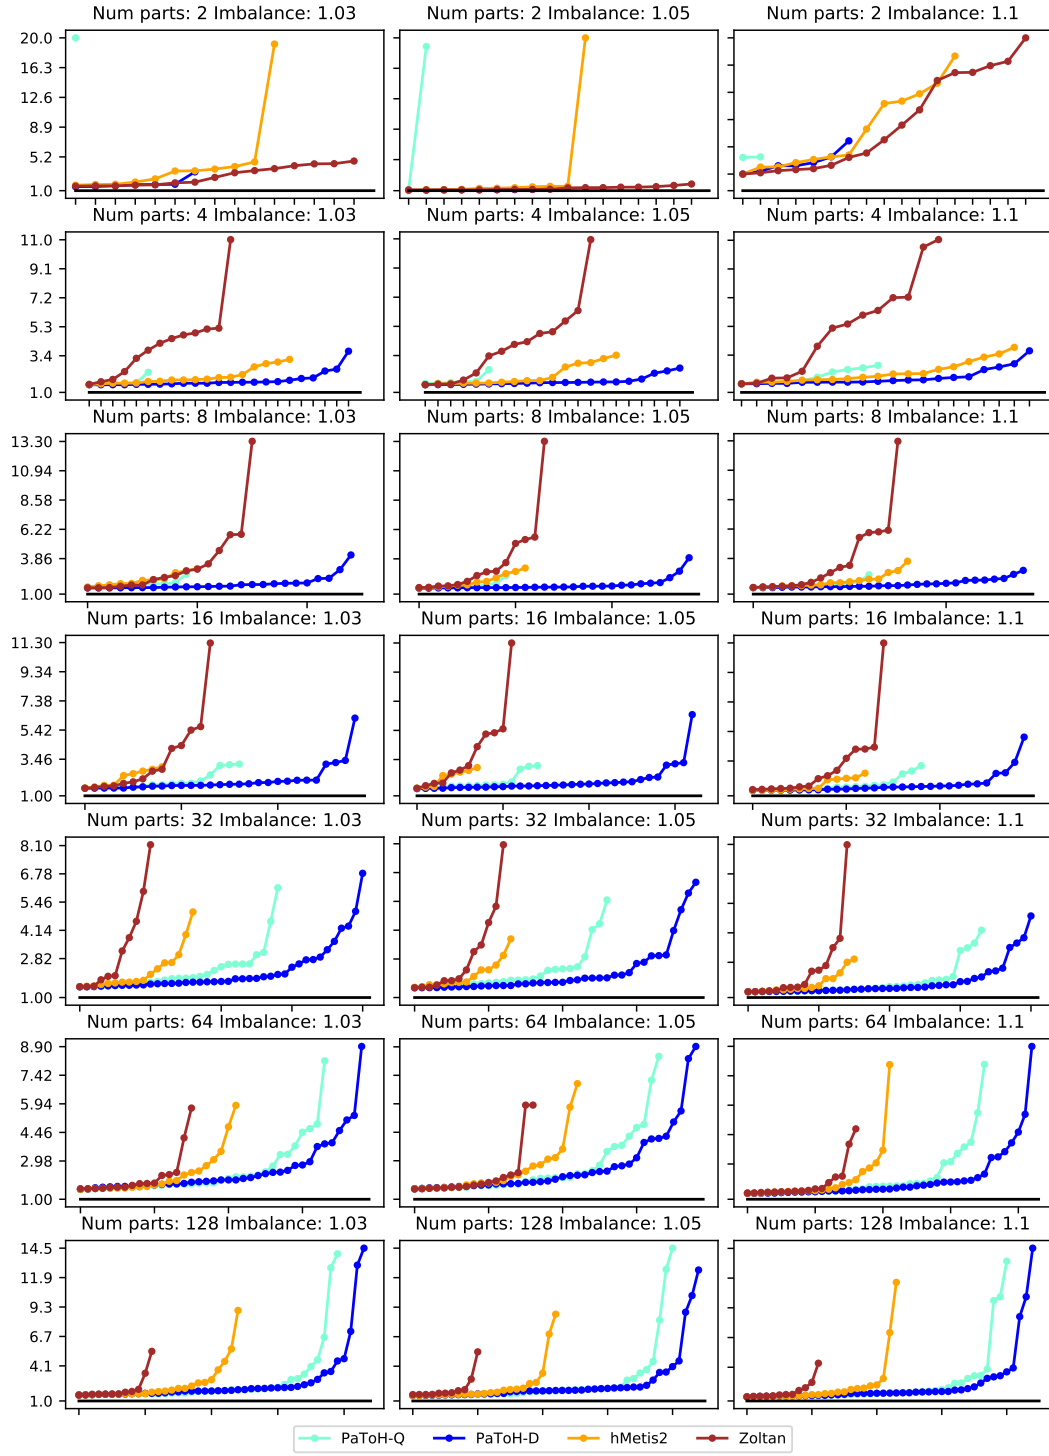 Num parts: 2 Imbalance: 1.03
Num parts: 2 Imbalance: 1.05
Num parts: 2 Imbalance: 1.1
20.0
16.3
12.6
8.9
5.2
1.0
Num parts: 4 Imbalance: 1.03
Num parts: 4 Imbalance: 1.05
Num parts: 4 Imbalance: 1.1
11.0
9.1
7.2
5.3
3.4
1.0
Num parts: 8 Imbalance: 1.03
Num parts: 8 Imbalance: 1.05
Num parts: 8 Imbalance: 1.1
13.30
10.94
8.58
6.22
3.86
1.00
Num parts: 16 Imbalance: 1.03
Num parts: 16 Imbalance: 1.05
Num parts: 16 Imbalance: 1.1
11.30
9.34
7.38
5.42
3.46
1.00
Num parts: 32 Imbalance: 1.03
Num parts: 32 Imbalance: 1.05
Num parts: 32 Imbalance: 1.1
8.10
6.78
5.46
4.14
2.82
1.00
Num parts: 64 Imbalance: 1.03
Num parts: 64 Imbalance: 1.05
Num parts: 64 Imbalance: 1.1
8.90
7.42
5.94
4.46
2.98
1.00
Num parts: 128 Imbalance: 1.03
Num parts: 128 Imbalance: 1.05
Num parts: 128 Imbalance: 1.1
14.5
11.9
9.3
6.7
4.1
1.0
PaToH-Q PaToH-D hMetis2 Zoltan